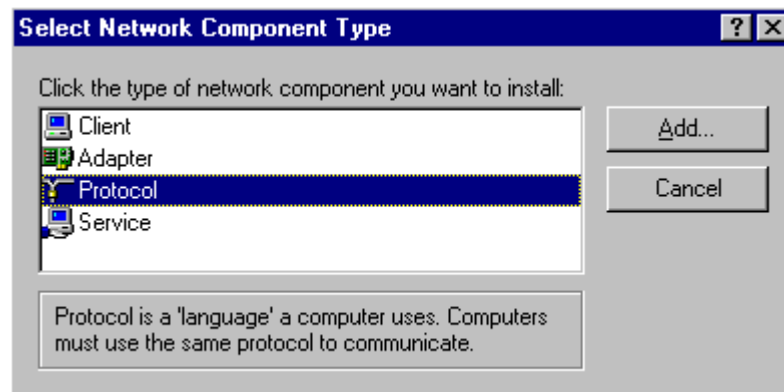 Select Network Component Type
Click the type of network component you want to install:
Client
Adapter
Protocol
Service
Add...
Cancel
Protocol is a 'language' a computer uses. Computers
must use the same protocol to communicate.